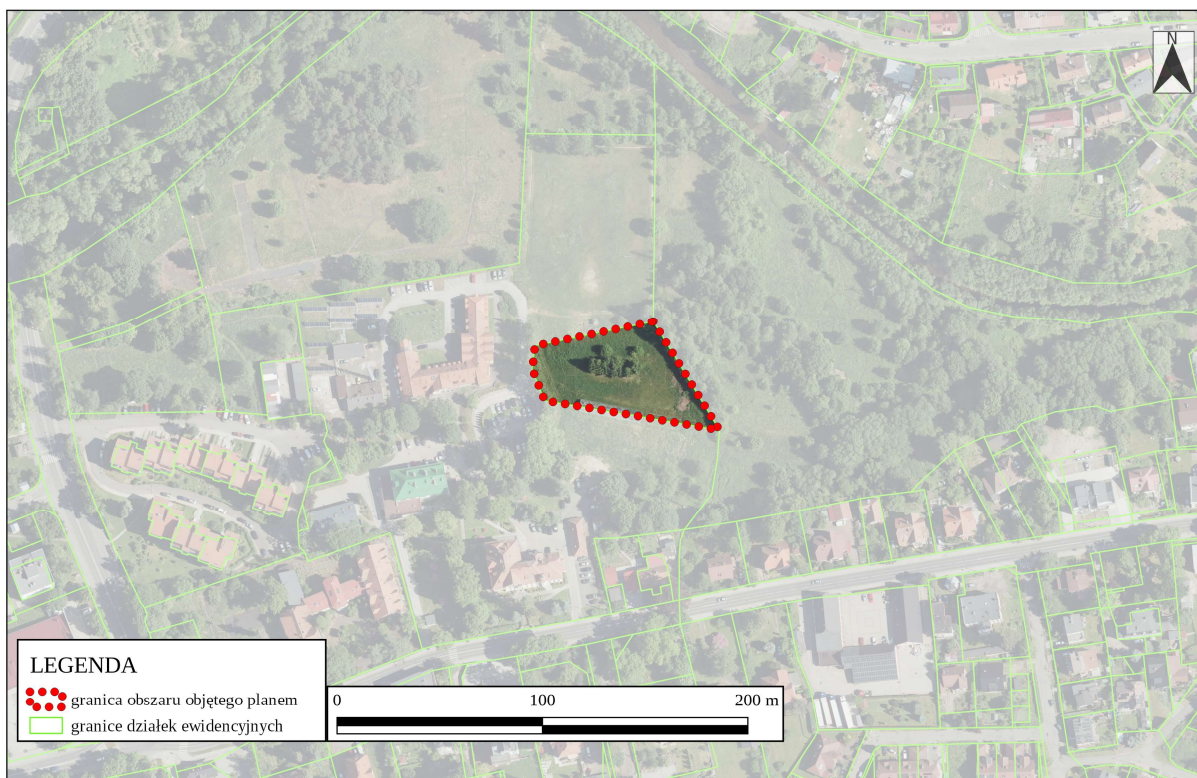 N
LEGENDA
granica obszaru objętego planem
granice działek ewidencyjnych
0 100 200 m